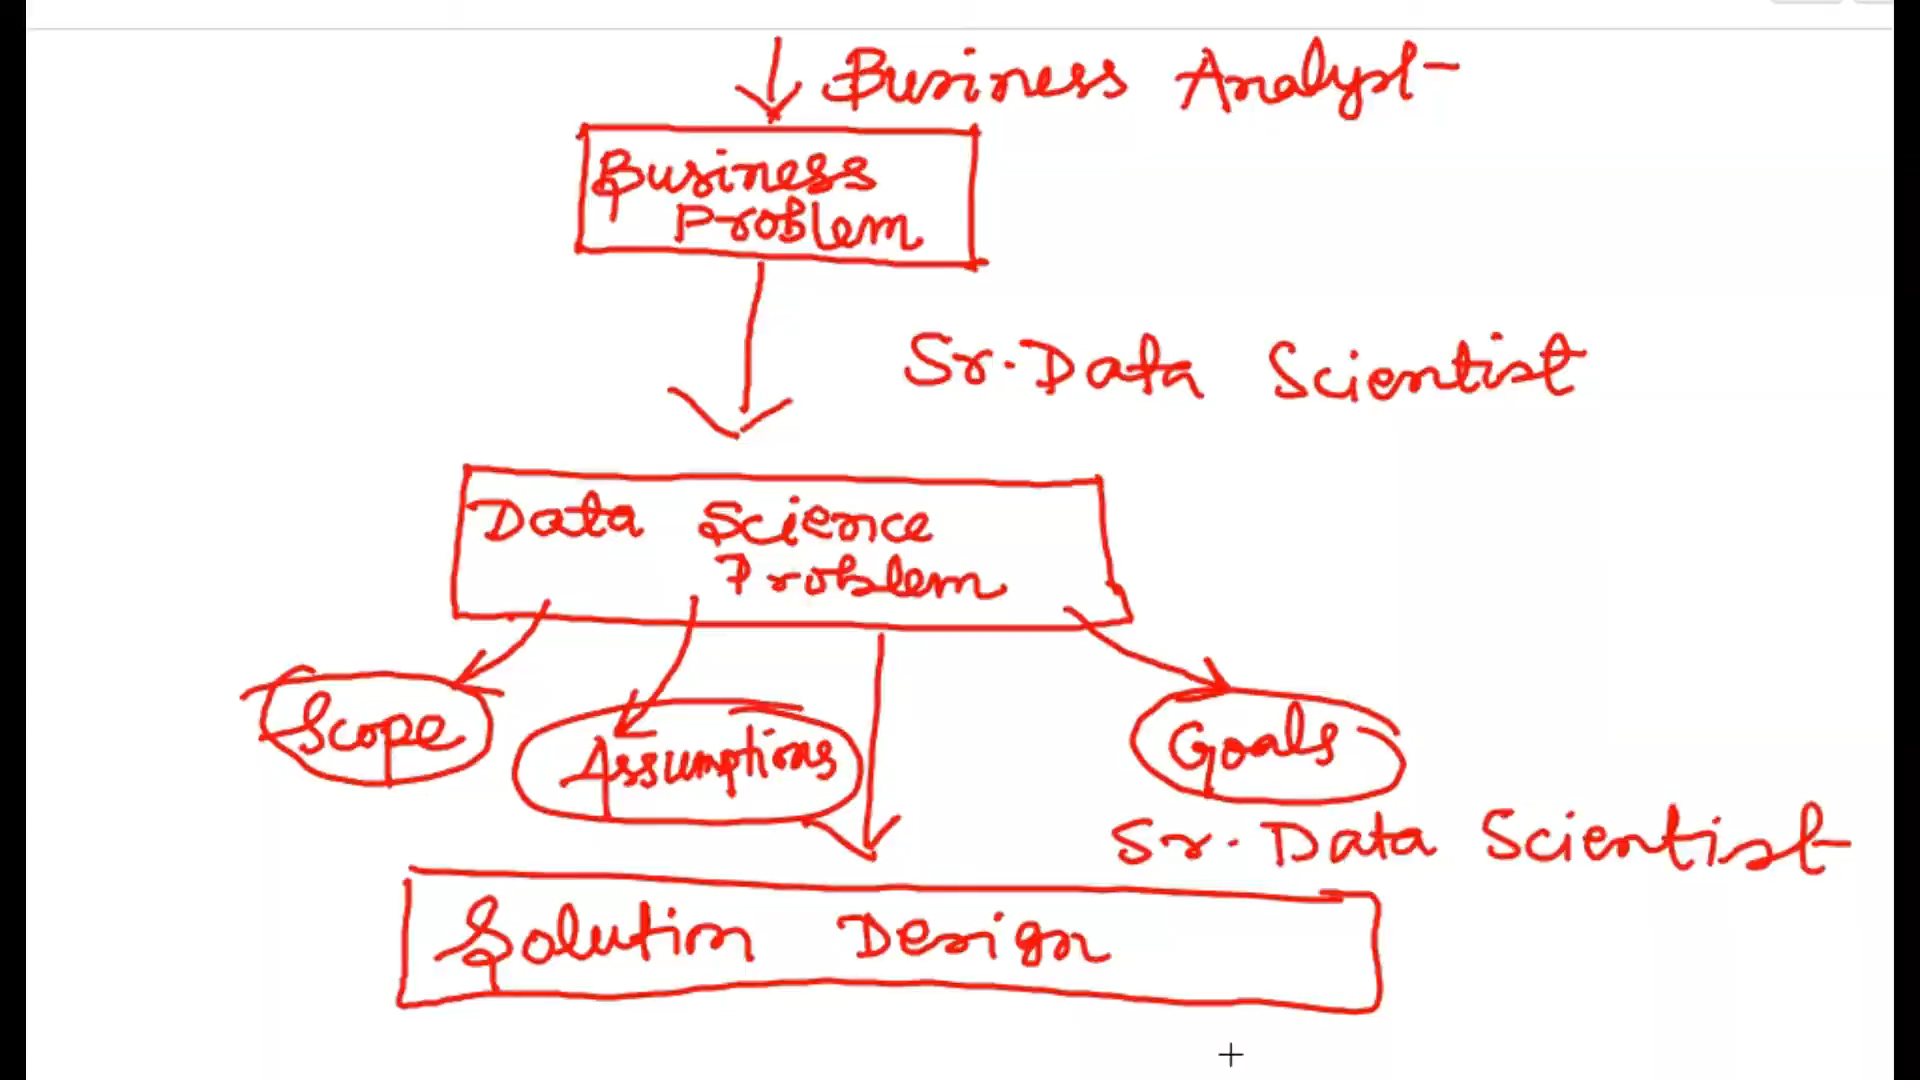 Business Analyst
Business
Problem
Sr. Data Scientist
Data Science
Problem
Scope
Assumptions
Goals
Sr. Data Scientist
Solution Design